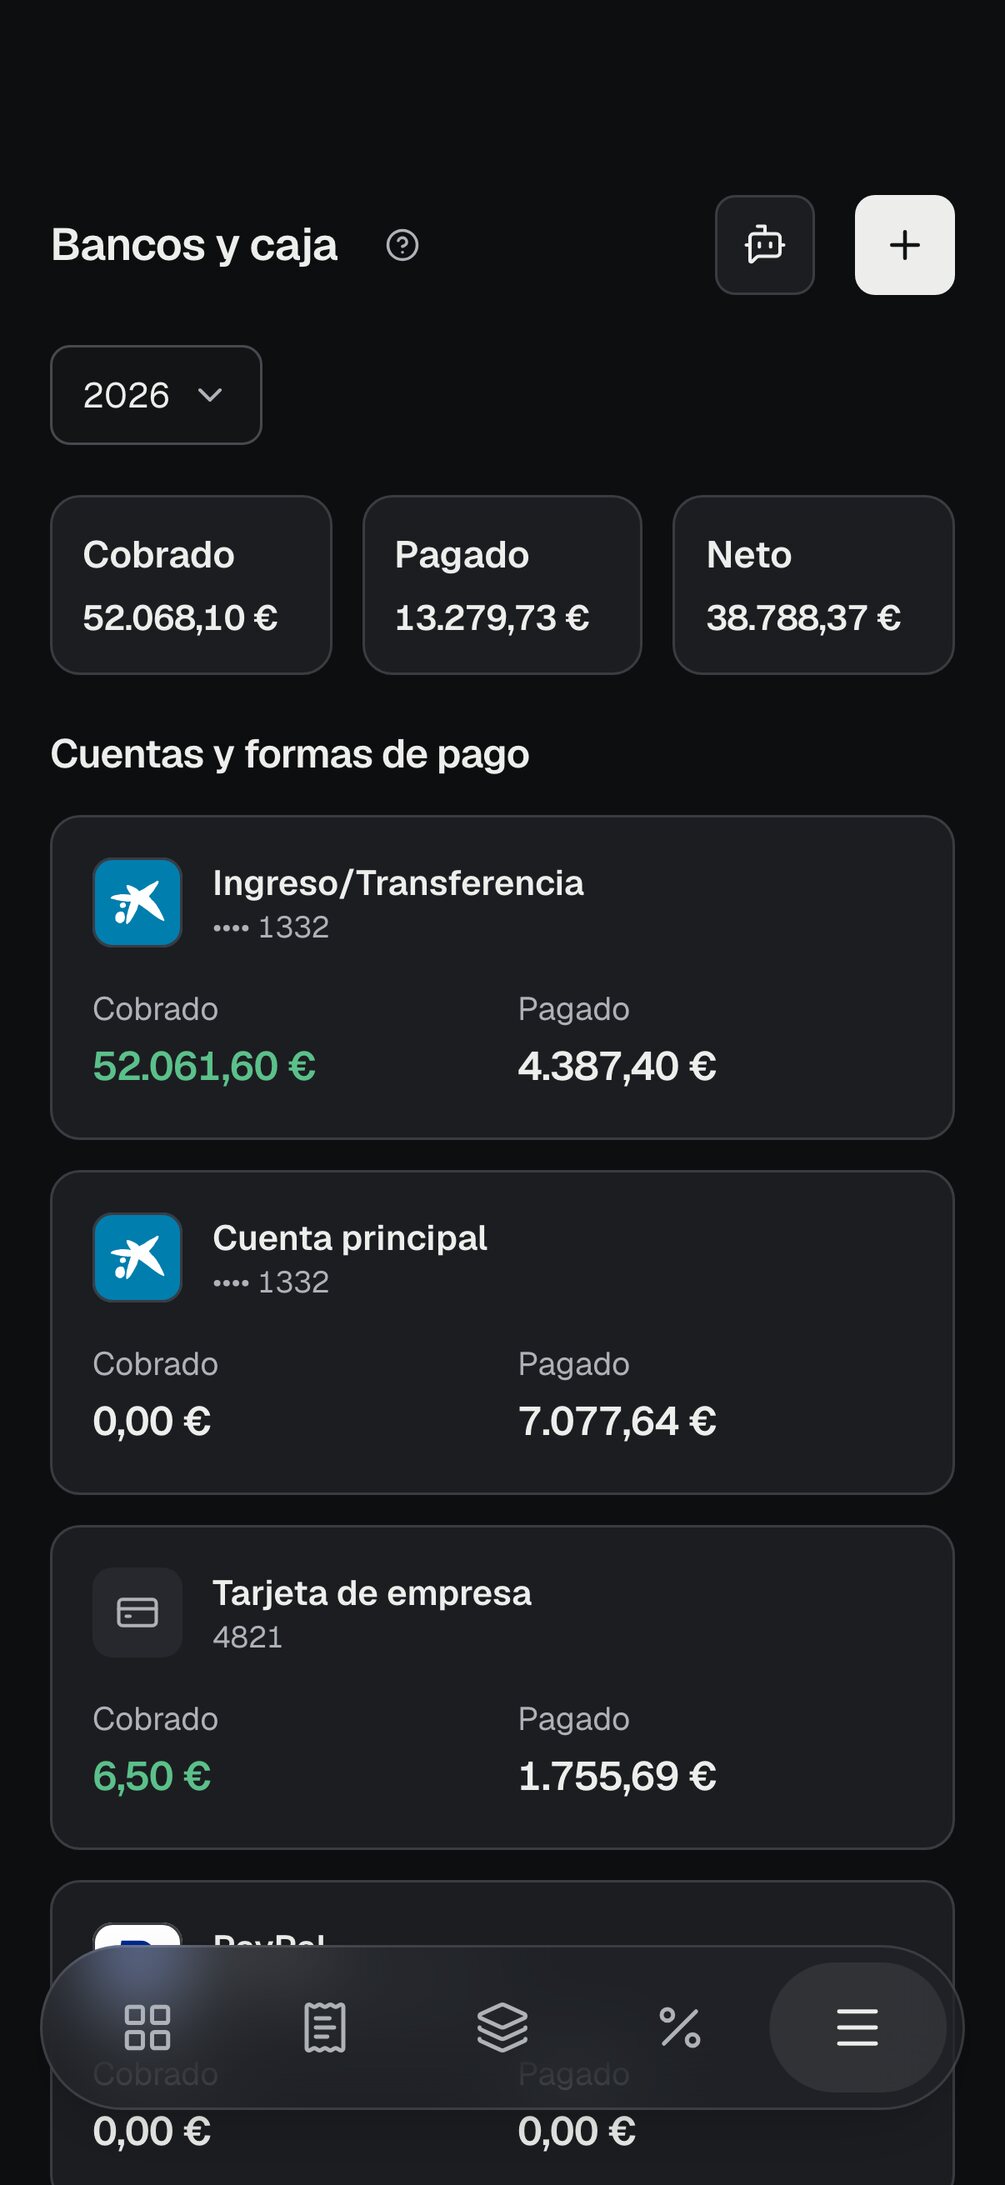 Bancos y caja
2026
Cobrado Pagado Neto
52.068,10 € 13.279,73 € 38.788,37 €
Cuentas y formas de pago
Ingreso/Transferencia
•••• 1332
Cobrado Pagado
52.061,60 € 4.387,40 €
Cuenta principal
•••• 1332
Cobrado Pagado
0,00 € 7.077,64 €
Tarjeta de empresa
4821
Cobrado Pagado
6,50 € 1.755,69 €
PayPal
Cobrado Pagado
0,00 € 0,00 €